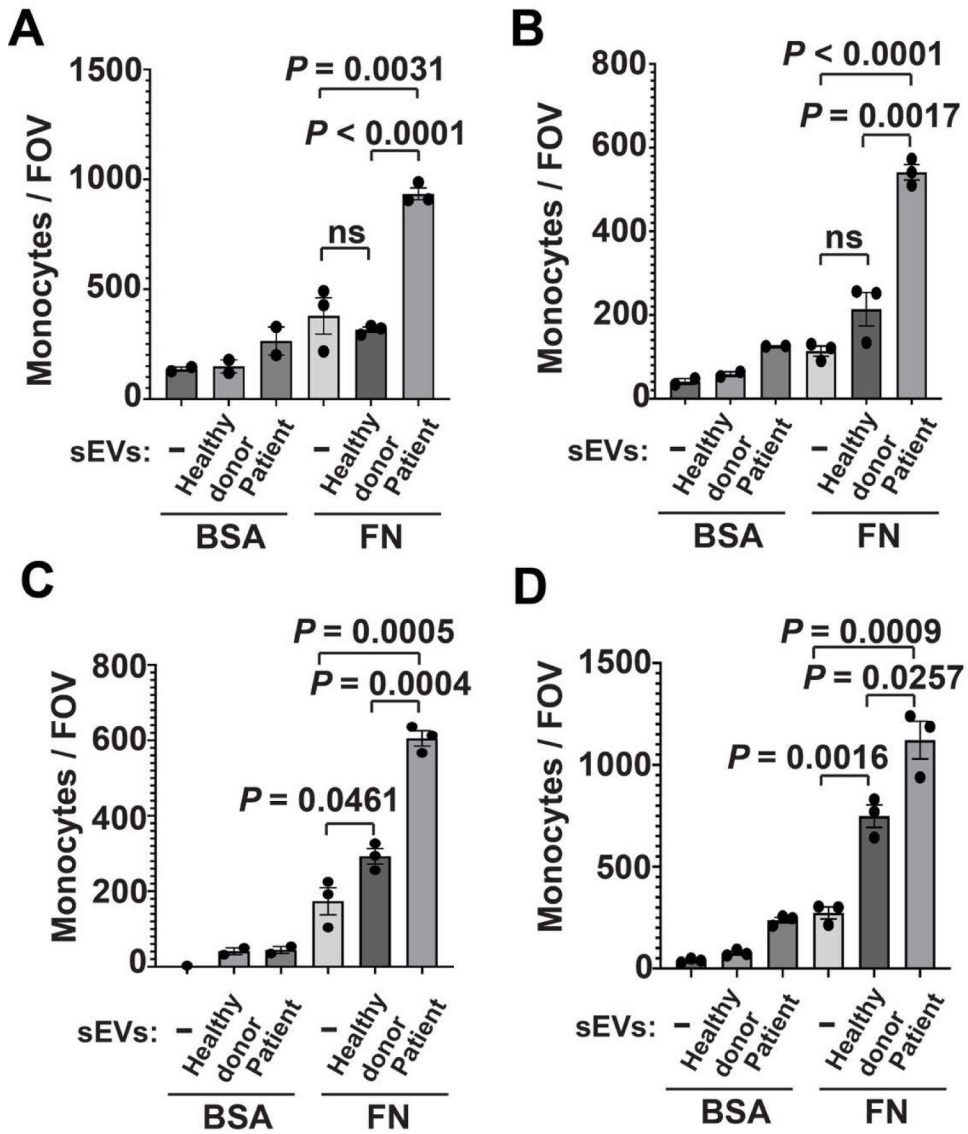 A
Monocytes / FOV
1500
1000
500
0
P = 0.0031
P < 0.0001
ns
sEVs:
–
Healthy
donor
Patient
–
Healthy
donor
Patient
BSA
FN
B
Monocytes / FOV
800
600
400
200
0
P < 0.0001
P = 0.0017
ns
sEVs:
–
Healthy
donor
Patient
–
Healthy
donor
Patient
BSA
FN
C
Monocytes / FOV
800
600
400
200
0
P = 0.0005
P = 0.0004
P = 0.0461
sEVs:
–
Healthy
donor
Patient
–
Healthy
donor
Patient
BSA
FN
D
Monocytes / FOV
1500
1000
500
0
P = 0.0009
P = 0.0257
P = 0.0016
sEVs:
–
Healthy
donor
Patient
–
Healthy
donor
Patient
BSA
FN